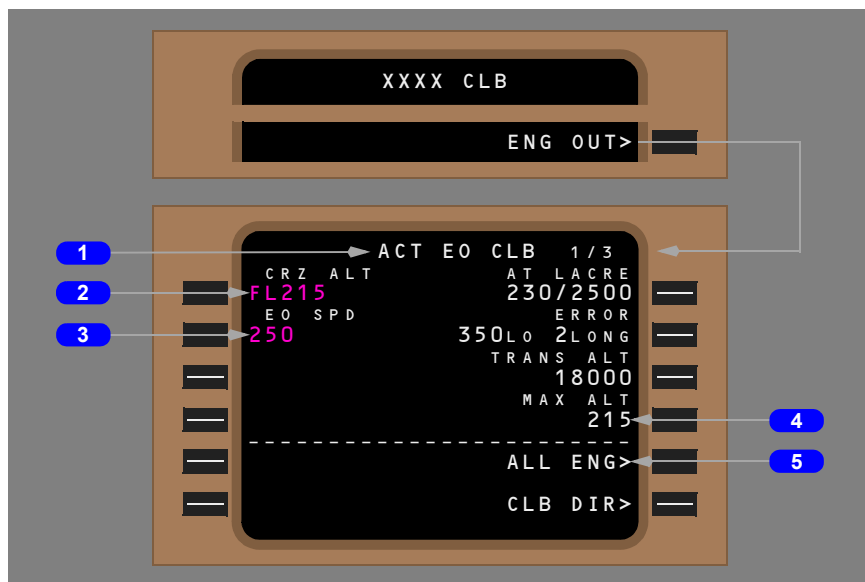 XXXX CLB
ENG OUT>
1 ACT EO CLB 1/3
CRZ ALT AT LACRE
2 FL215 230/2500
EO SPD ERROR
3 250 350LO 2LONG
TRANS ALT
18000
MAX ALT
215 4
--------------------------
ALL ENG> 5
CLB DIR>